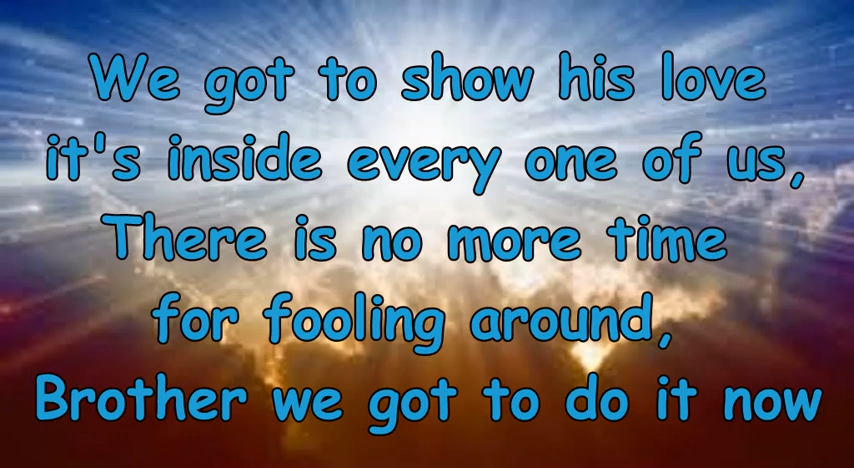 We got to show his love
it's inside every one of us,
There is no more time
for fooling around,
Brother we got to do it now